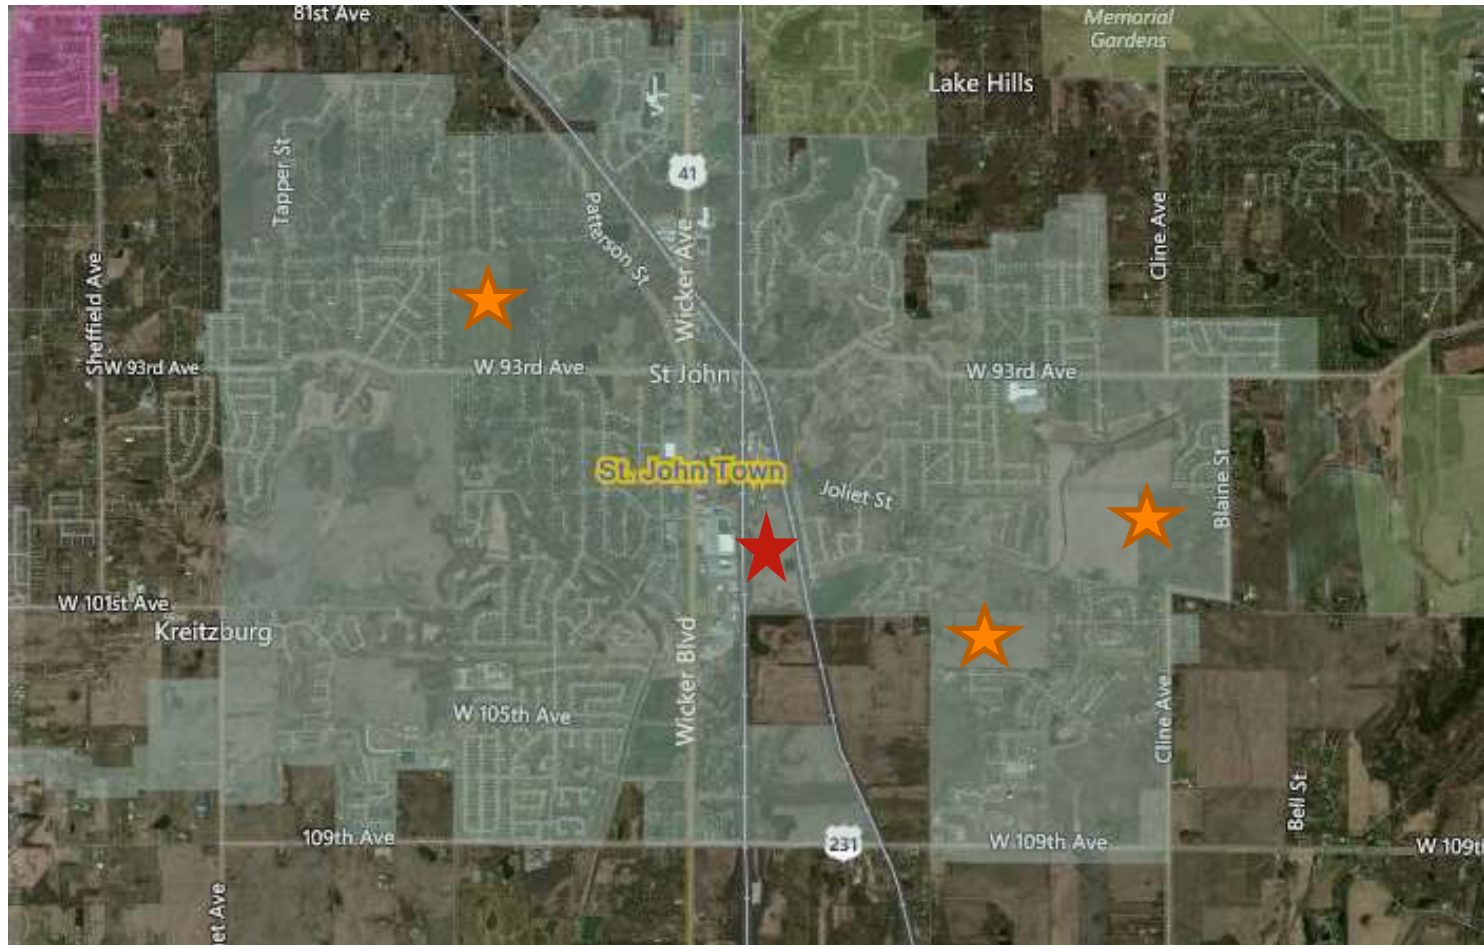 81st Ave
Memorial
Gardens
Lake Hills
Tapper St
41
Patterson St
Cline Ave
Wicker Ave
Sheffield Ave
W 93rd Ave
W 93rd Ave
St John
W 93rd Ave
St. John Town
Joliet St
Blaine St
W 101st Ave
Kreitzburg
Wicker Blvd
W 105th Ave
Cline Ave
Bell St
109th Ave
231
W 109th Ave
W 109t
et Ave